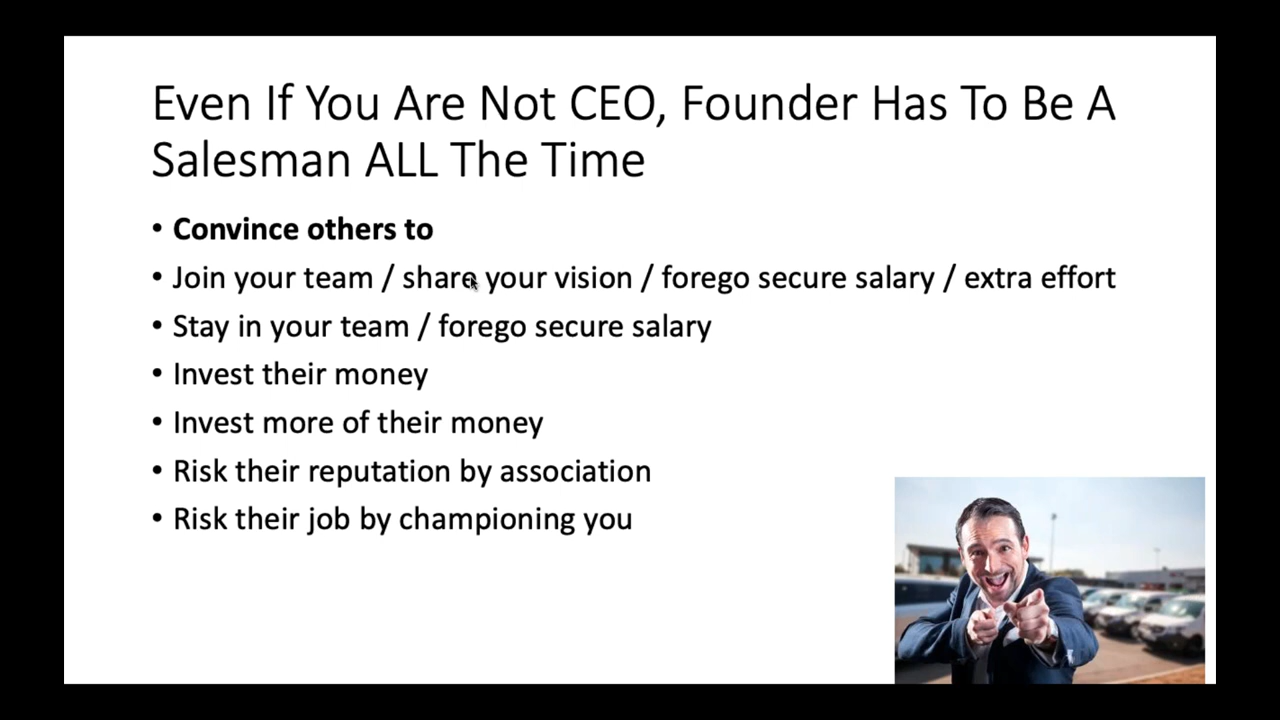 Even If You Are Not CEO, Founder Has To Be A
Salesman ALL The Time
• Convince others to
• Join your team / share your vision / forego secure salary / extra effort
• Stay in your team / forego secure salary
• Invest their money
• Invest more of their money
• Risk their reputation by association
• Risk their job by championing you